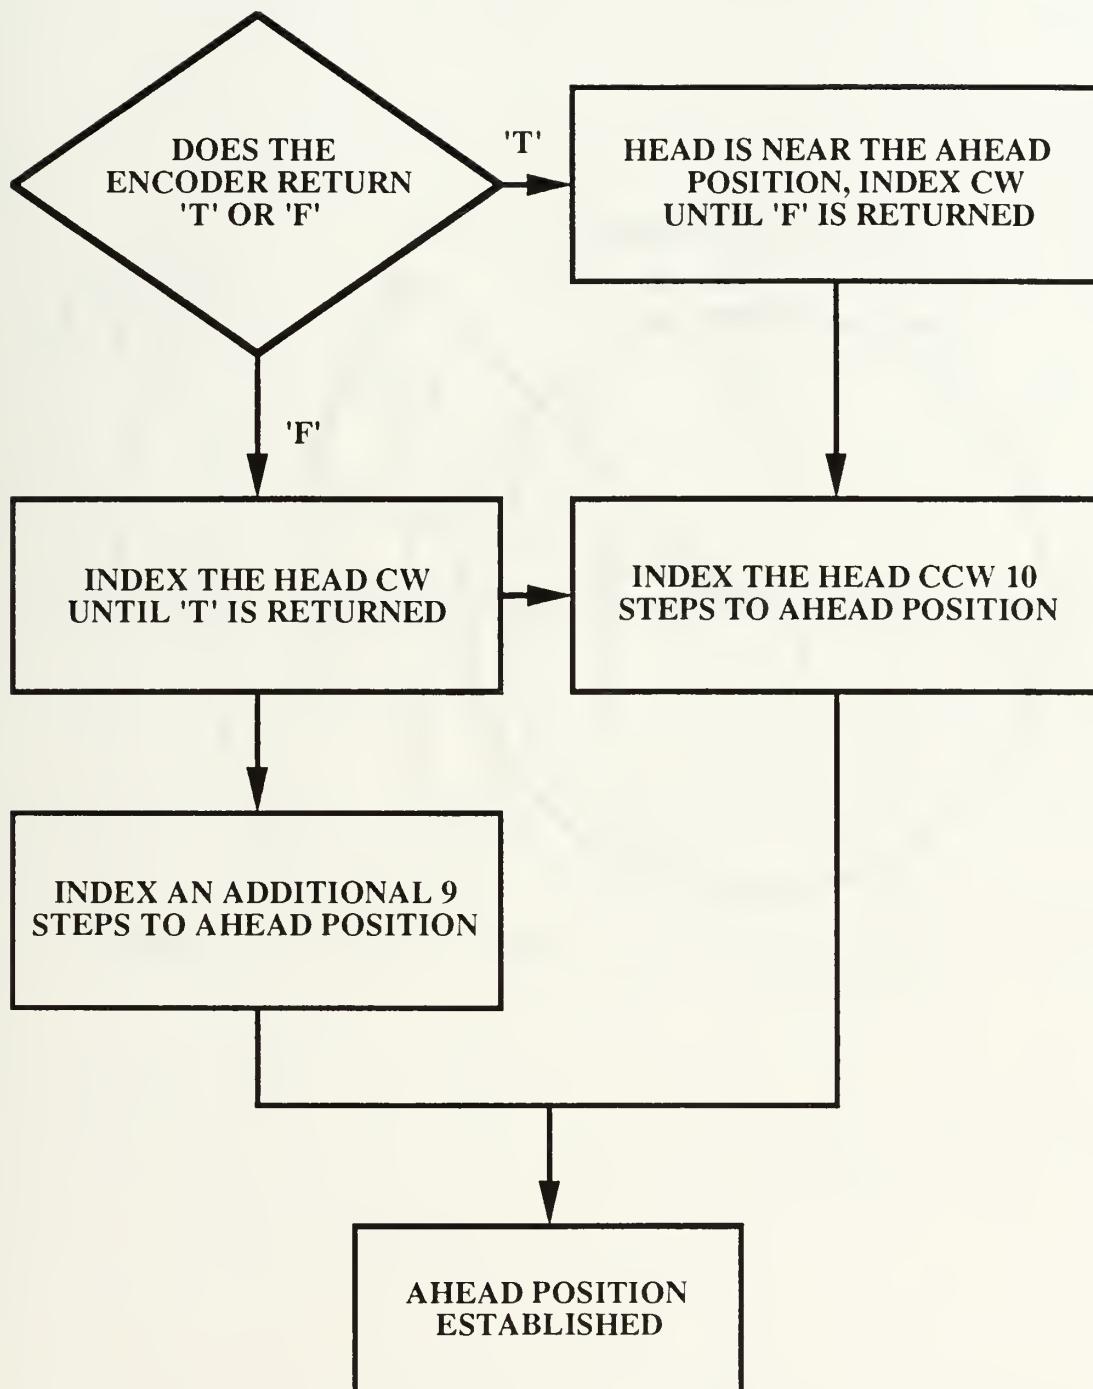 DOES THE
ENCODER RETURN
'T' OR 'F'
'T'
HEAD IS NEAR THE AHEAD
POSITION, INDEX CW
UNTIL 'F' IS RETURNED
'F'
INDEX THE HEAD CW
UNTIL 'T' IS RETURNED
INDEX THE HEAD CCW 10
STEPS TO AHEAD POSITION
INDEX AN ADDITIONAL 9
STEPS TO AHEAD POSITION
AHEAD POSITION
ESTABLISHED